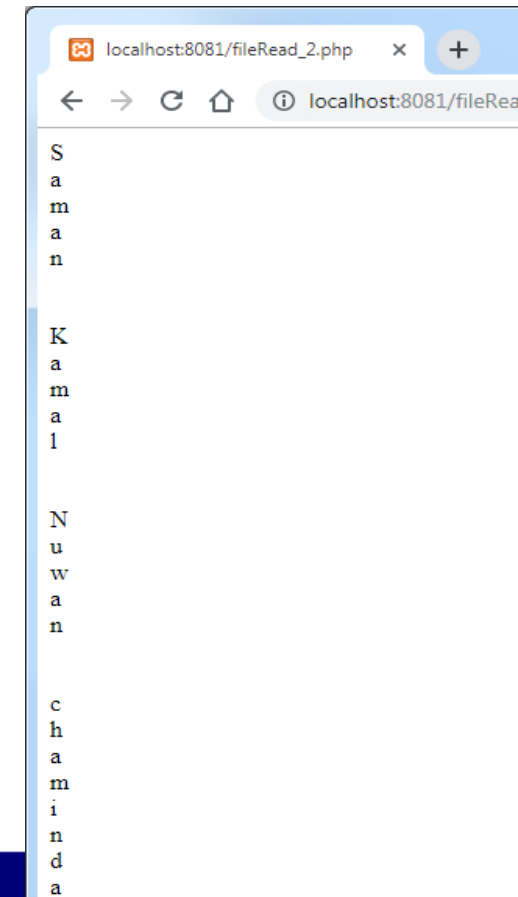 localhost:8081/fileRead_2.php
localhost:8081/fileRea
S
a
m
a
n
K
a
m
a
l
N
u
w
a
n
c
h
a
m
i
n
d
a